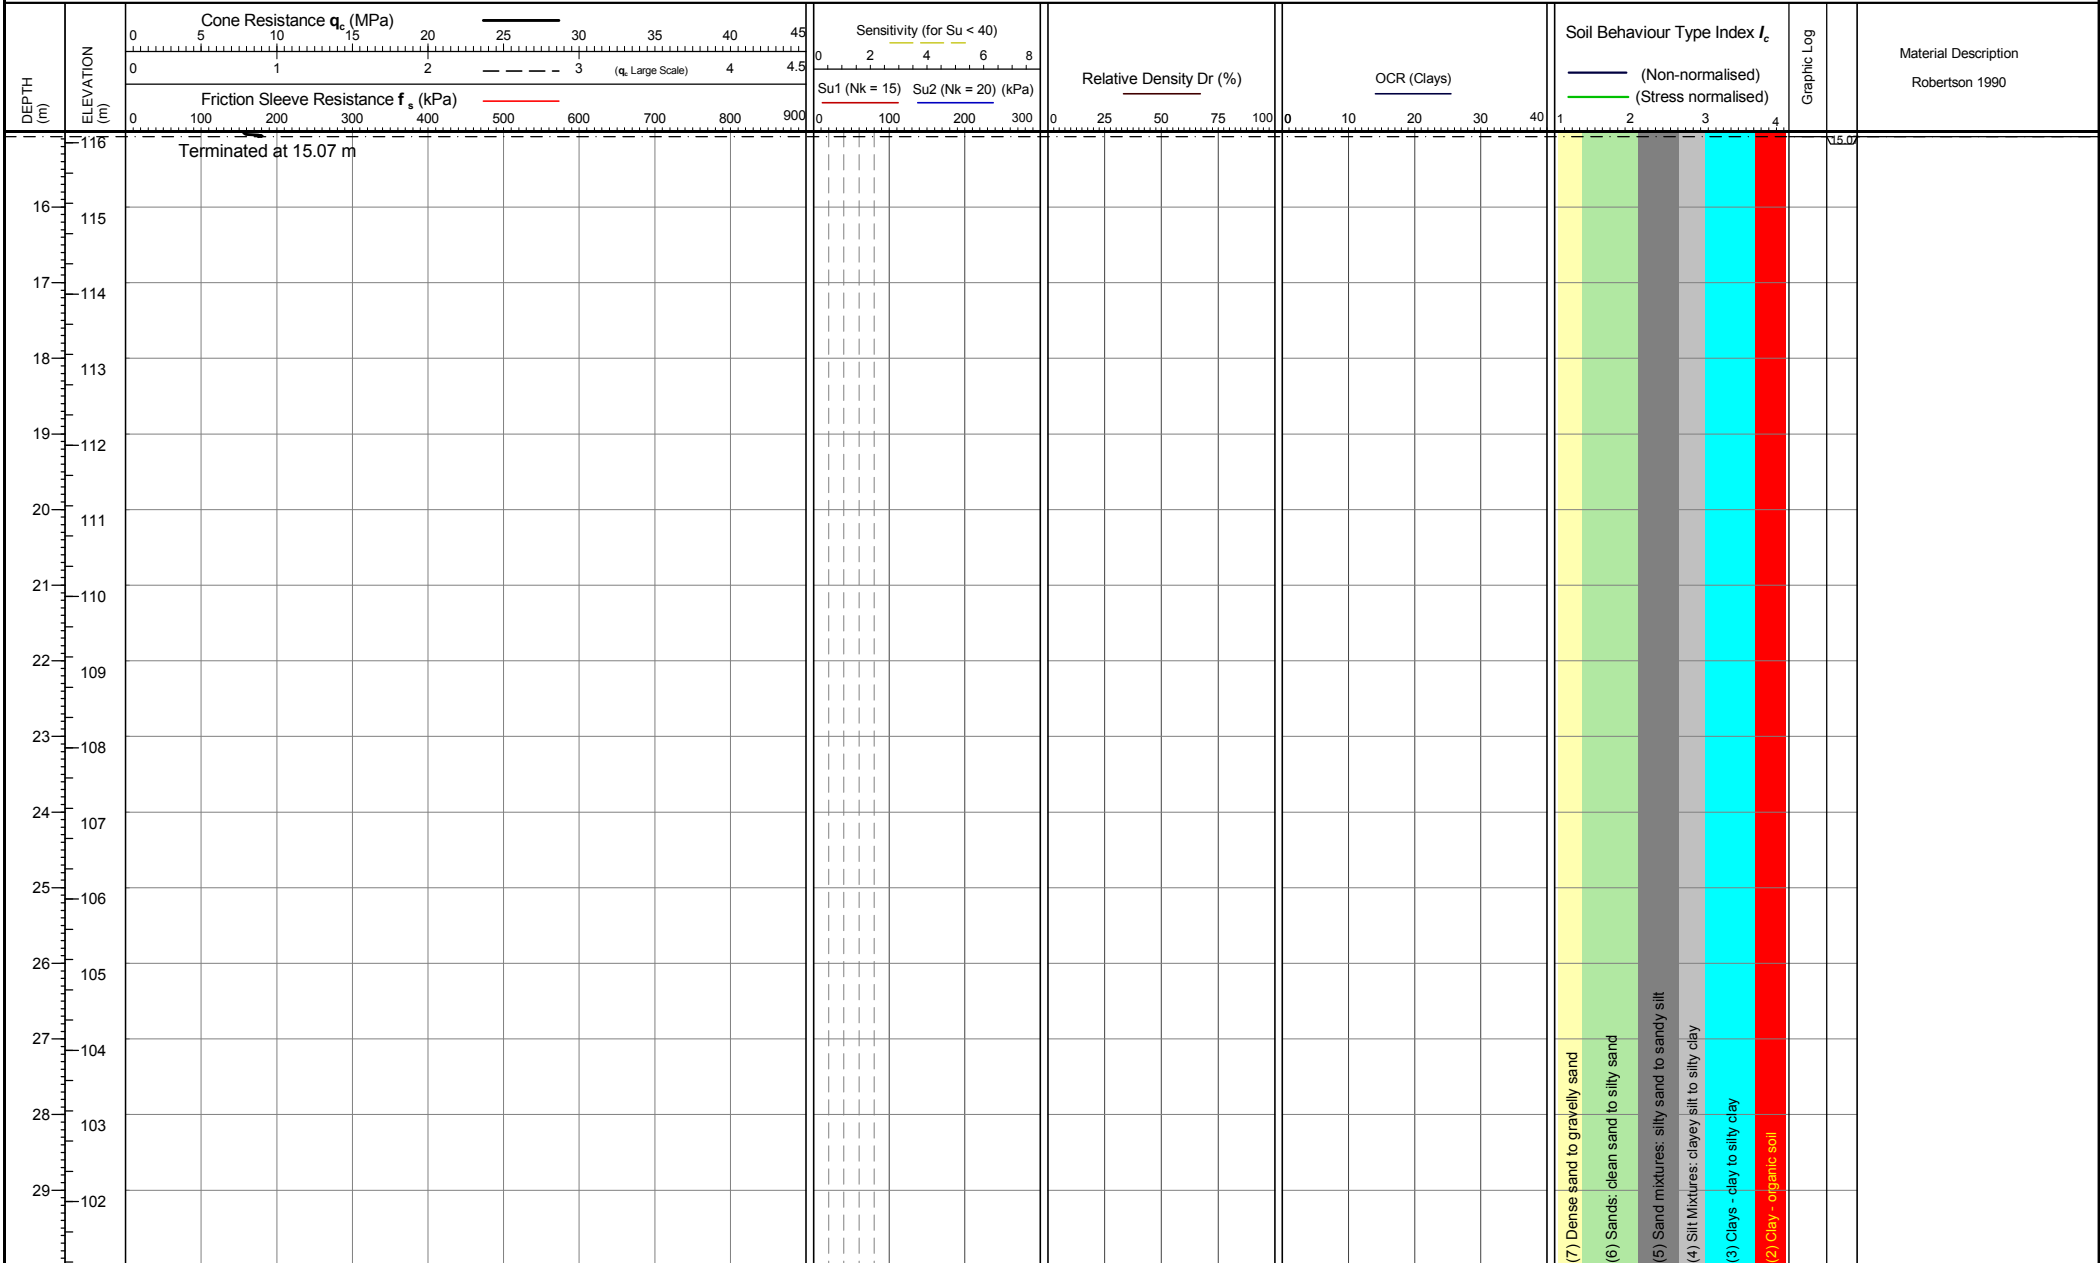 DEPTH
(m)
ELEVATION
(m)
Cone Resistance qc (MPa)
0 5 10 15 20 25 30 35 40 45
0 1 2 3 (qc Large Scale) 4 4.5
Friction Sleeve Resistance fs (kPa)
0 100 200 300 400 500 600 700 800 900
Sensitivity (for Su < 40)
0 2 4 6 8
Su1 (Nk = 15) Su2 (Nk = 20) (kPa)
0 100 200 300
Relative Density Dr (%)
0 25 50 75 100
OCR (Clays)
0 10 20 30 40
Soil Behaviour Type Index Ic
(Non-normalised)
(Stress normalised)
1 2 3 4
Graphic Log
Material Description
Robertson 1990
Terminated at 15.07 m
116
16
115
17
114
18
113
19
112
20
111
21
110
22
109
23
108
24
107
25
106
26
105
27
104
28
103
29
102
(7) Dense sand to gravelly sand
(6) Sands: clean sand to silty sand
(5) Sand mixtures: silty sand to sandy silt
(4) Silt Mixtures: clayey silt to silty clay
(3) Clays - clay to silty clay
(2) Clay - organic soil